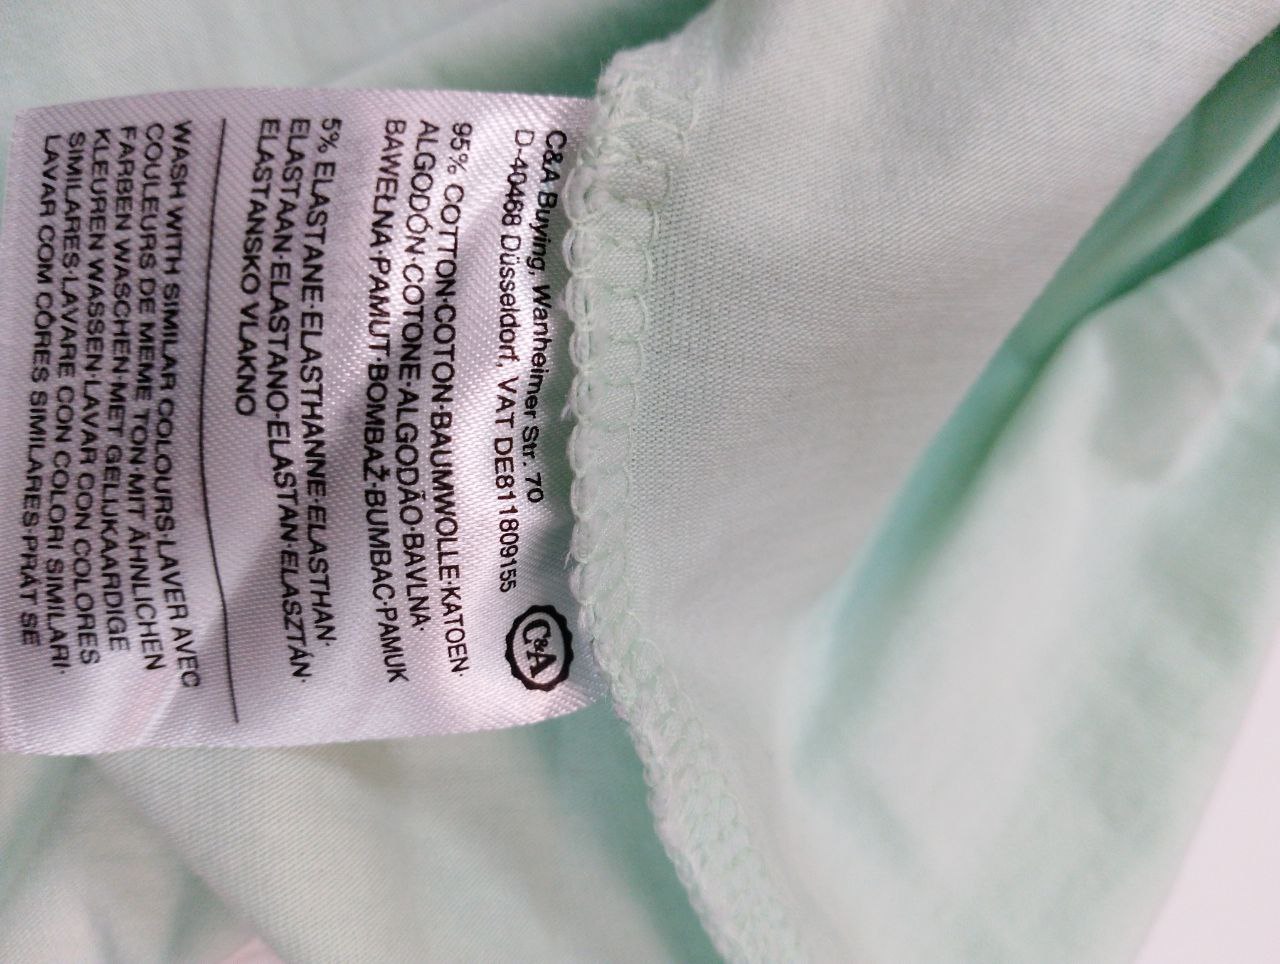 C&A Buying, Wanheimer Str. 70
D-40468 Düsseldorf, VAT DE811809155
C&A
95% COTTON·COTON·BAUMWOLLE·KATOEN·
ALGODÓN·COTONE·ALGODÃO·BAVLNA·
BAWEŁNA·PAMUT·BOMBAŽ·BUMBAC·PAMUK
5% ELASTANE·ELASTHANNE·ELASTHAN·
ELASTAAN·ELASTANO·ELASTAN·ELASZTÁN·
ELASTANSKO VLAKNO
WASH WITH SIMILAR COLOURS·LAVER AVEC
COULEURS DE MEME TON·MIT ÄHNLICHEN
FARBEN WASCHEN·MET GELIJKAARDIGE
KLEUREN WASSEN·LAVAR CON COLORES
SIMILARES·LAVARE CON COLORI SIMILARI·
LAVAR COM CÔRES SIMILARES·PRÁT SE